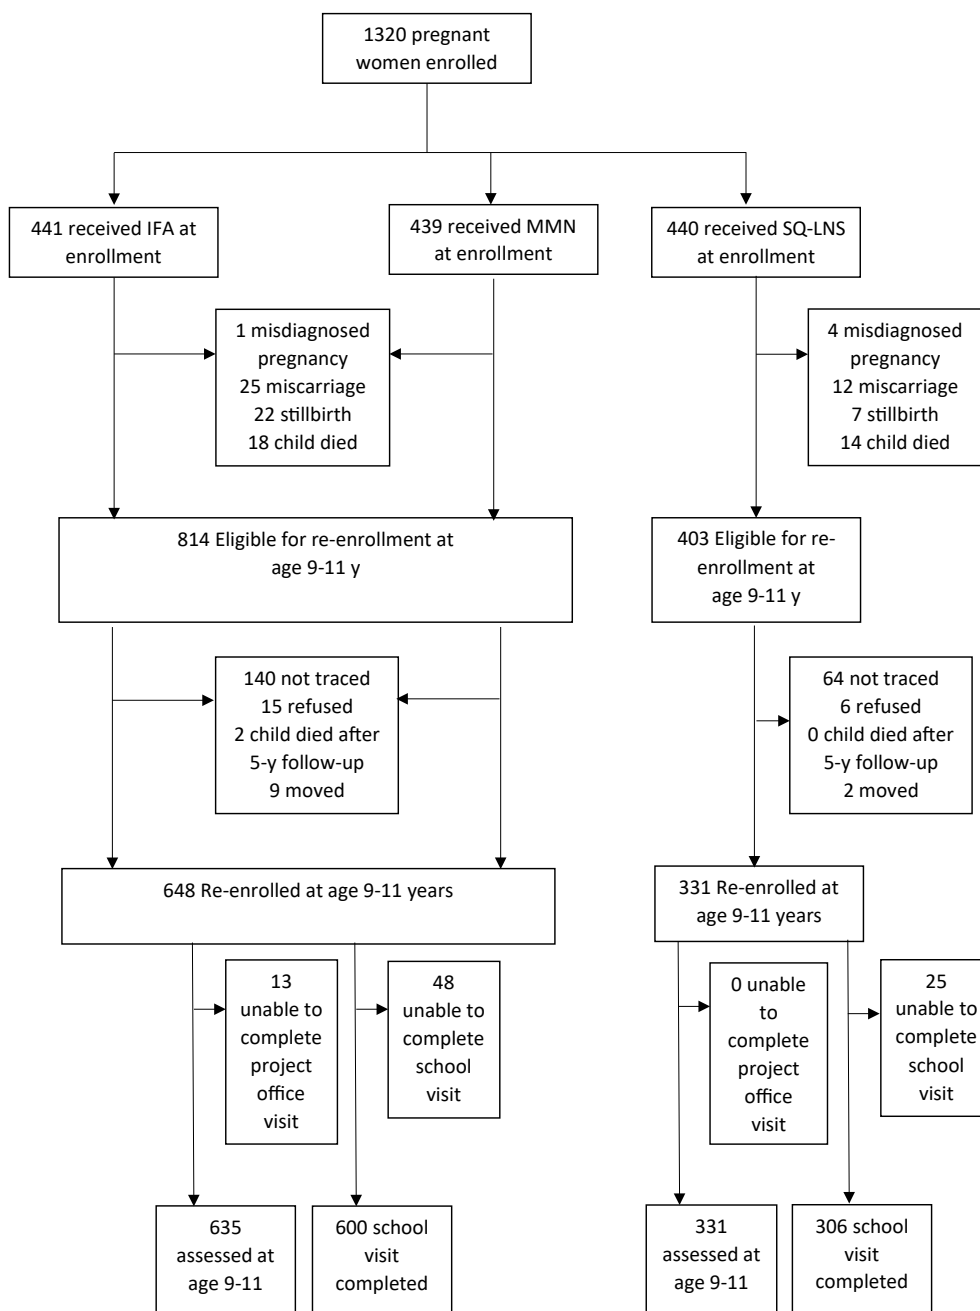 1320 pregnant
women enrolled
441 received IFA at
enrollment
439 received MMN
at enrollment
440 received SQ-LNS
at enrollment
1 misdiagnosed
pregnancy
25 miscarriage
22 stillbirth
18 child died
4 misdiagnosed
pregnancy
12 miscarriage
7 stillbirth
14 child died
814 Eligible for re-enrollment at
age 9-11 y
403 Eligible for re-
enrollment at
age 9-11 y
140 not traced
15 refused
2 child died after
5-y follow-up
9 moved
64 not traced
6 refused
0 child died after
5-y follow-up
2 moved
648 Re-enrolled at age 9-11 years
331 Re-enrolled at
age 9-11 years
13
unable to
complete
project
office
visit
48
unable to
complete
school
visit
0 unable
to
complete
project
office
visit
25
unable to
complete
school
visit
635
assessed at
age 9-11
600 school
visit
completed
331
assessed at
age 9-11
306 school
visit
completed